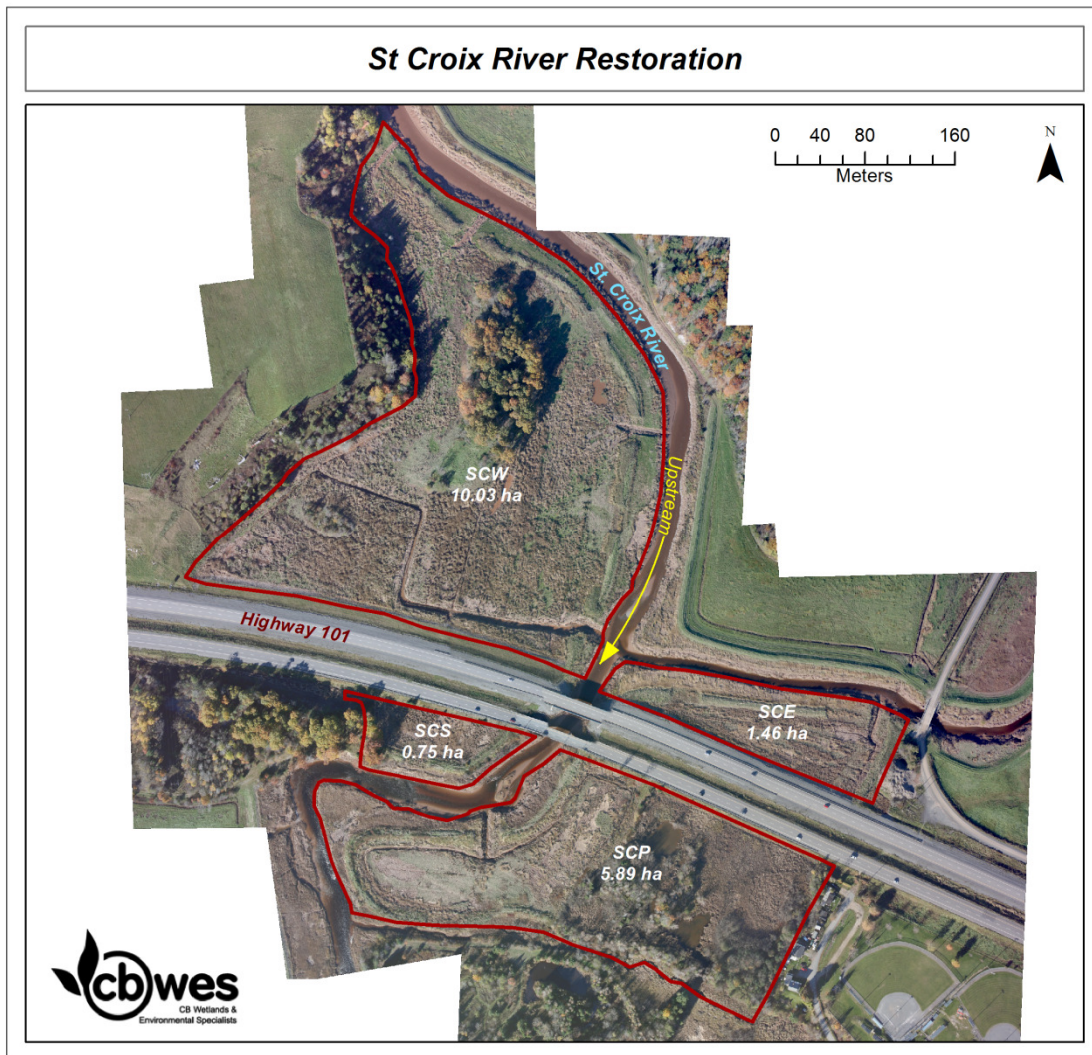 St Croix River Restoration
0 40 80 160
Meters
N
St. Croix River
Upstream
SCW
10.03 ha
Highway 101
SCE
1.46 ha
SCS
0.75 ha
SCP
5.89 ha
cbwes
CB Wetlands &
Environmental Specialists